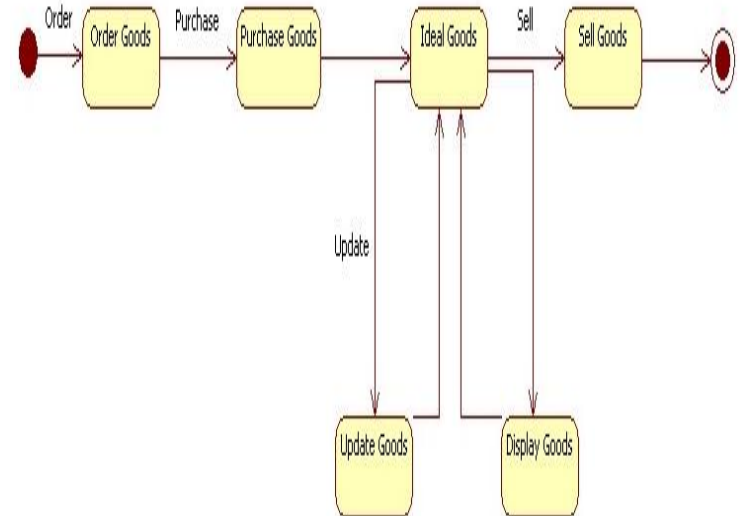 Order
Order Goods
Purchase
Purchase Goods
Ideal Goods
Sell
Sell Goods
Update
Update Goods
Display Goods